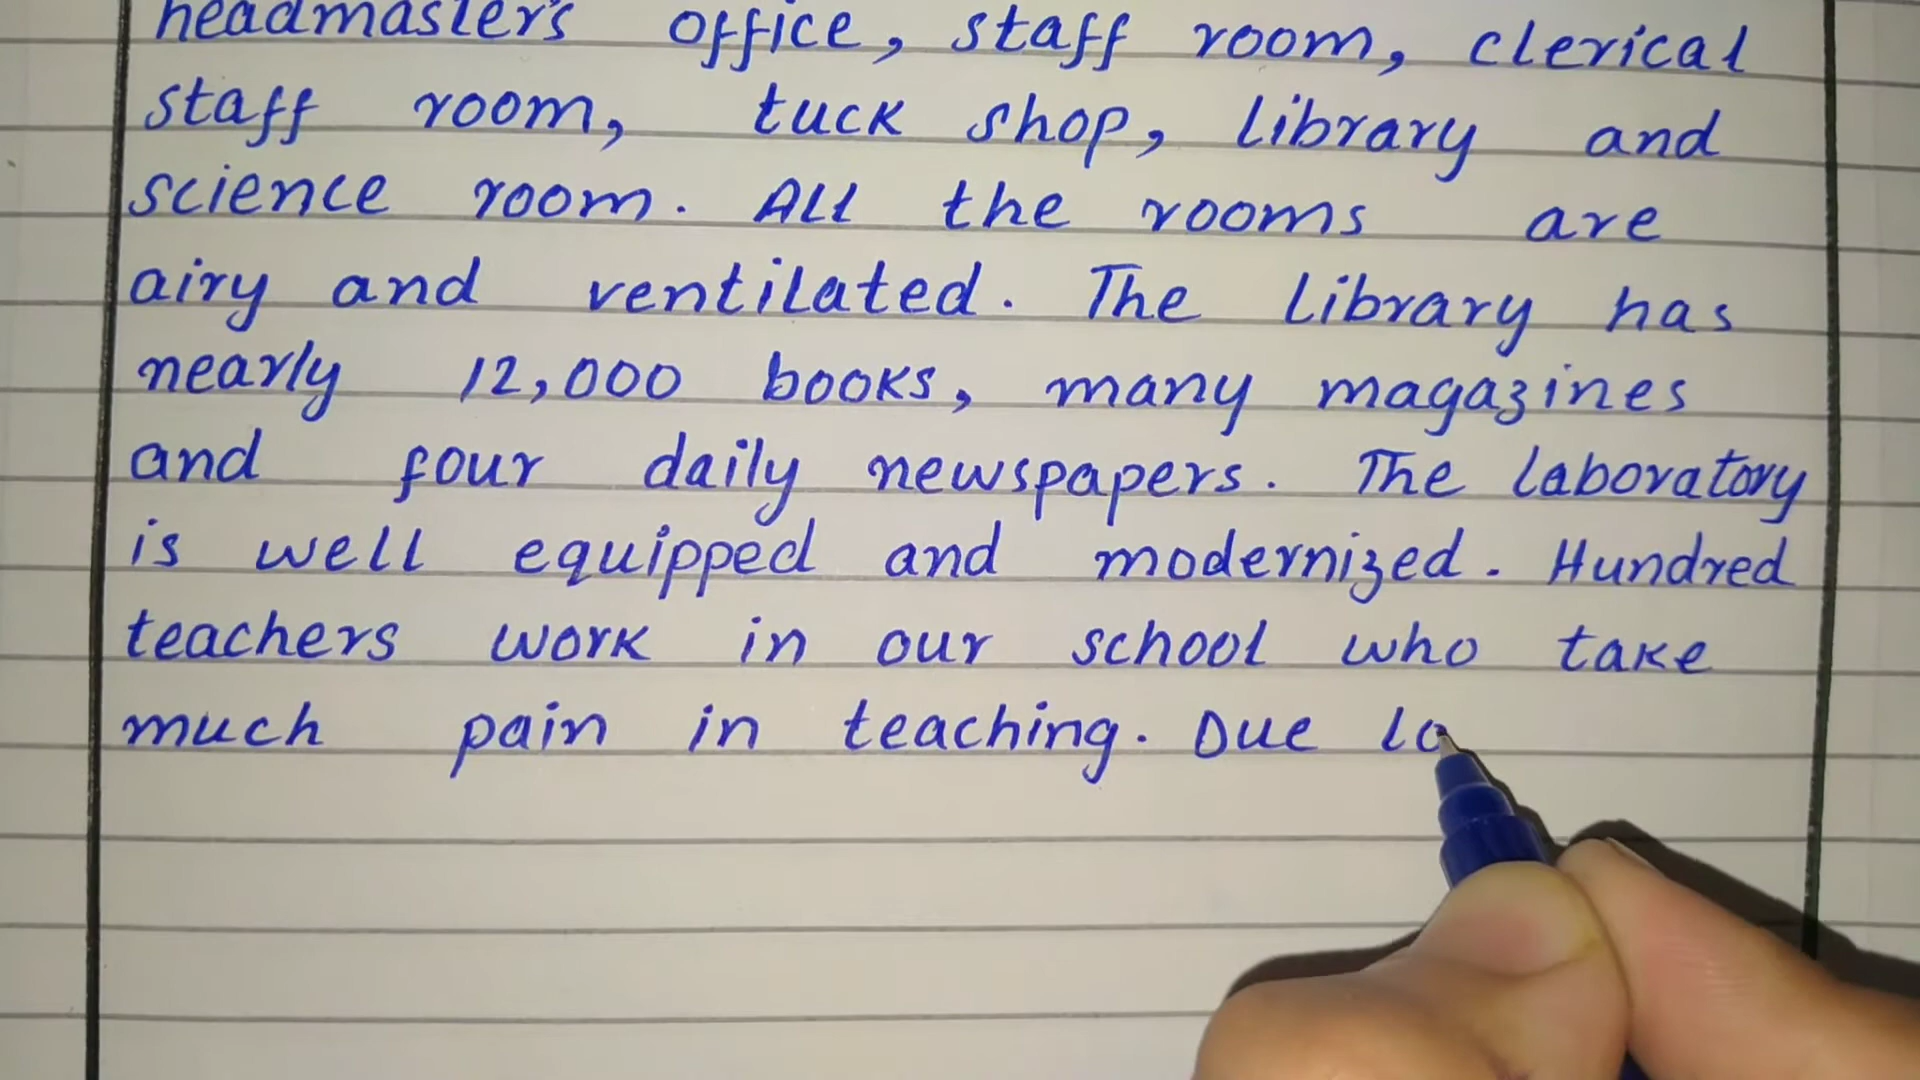 headmaster's office, staff room, clerical
staff room, tuck shop, library and
science room. All the rooms are
airy and ventilated. The library has
nearly 12,000 books, many magazines
and four daily newspapers. The laboratory
is well equipped and modernized. Hundred
teachers work in our school who take
much pain in teaching. Due